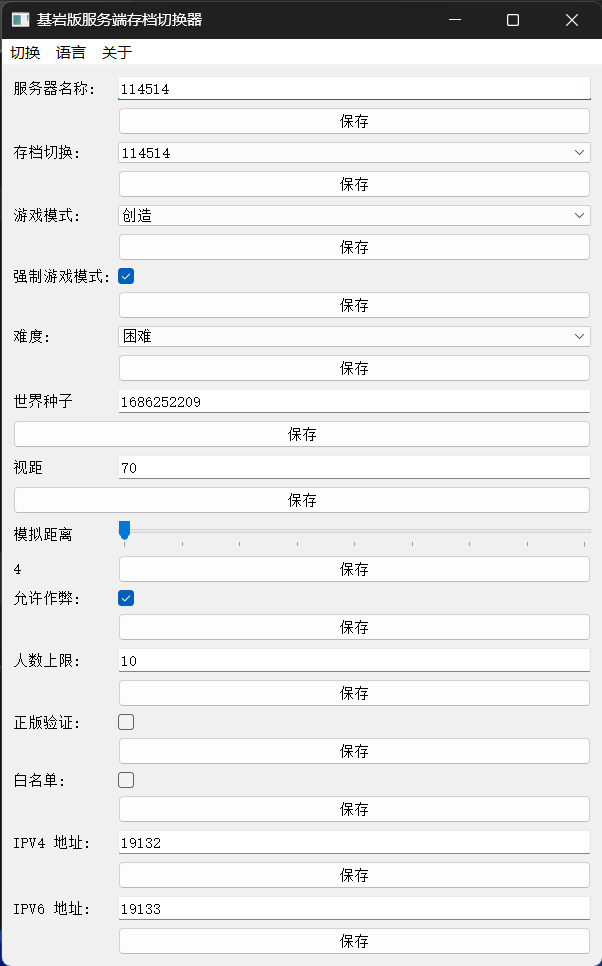 基岩版服务端存档切换器
切换 语言 关于
服务器名称: 114514
保存
存档切换: 114514
保存
游戏模式: 创造
保存
强制游戏模式:
保存
难度: 困难
保存
世界种子 1686252209
保存
视距 70
保存
模拟距离
4 保存
允许作弊:
保存
人数上限: 10
保存
正版验证:
保存
白名单:
保存
IPV4 地址: 19132
保存
IPV6 地址: 19133
保存